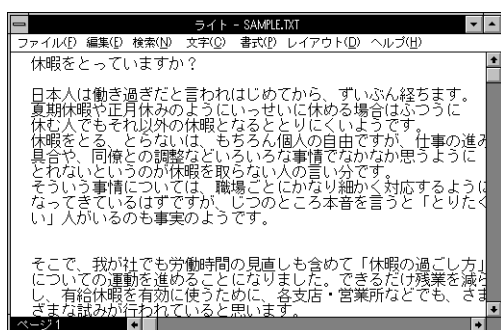 ライト - SAMPLE.TXT
ファイル(F) 編集(E) 検索(N) 文字(C) 書式(P) レイアウト(D) ヘルプ(H)
休暇をとっていますか?
日本人は働き過ぎだと言われはじめてから、ずいぶん経ちます。
夏期休暇や正月休みのようにいっせいに休める場合はふつうに
休む人でもそれ以外の休暇となるととりにくいようです。
休暇をとる、とらないは、もちろん個人の自由ですが、仕事の進み
具合や、同僚との調整などいろいろな事情でなかなか思うように
とれないというのが休暇を取らない人の言い分です。
そういう事情については、職場ごとにかなり細かく対応するように
なってきているはずですが、じつのところ本音を言うと「とりたく
い」人がいるのも事実のようです。
そこで、我が社でも労働時間の見直しも含めて「休暇の過ごし方」
についての運動を進めることになりました。できるだけ残業を減ら
し、有給休暇を有効に使うために、各支店・営業所などでも、さま
ざまな試みが行われていると思います。
ページ 1